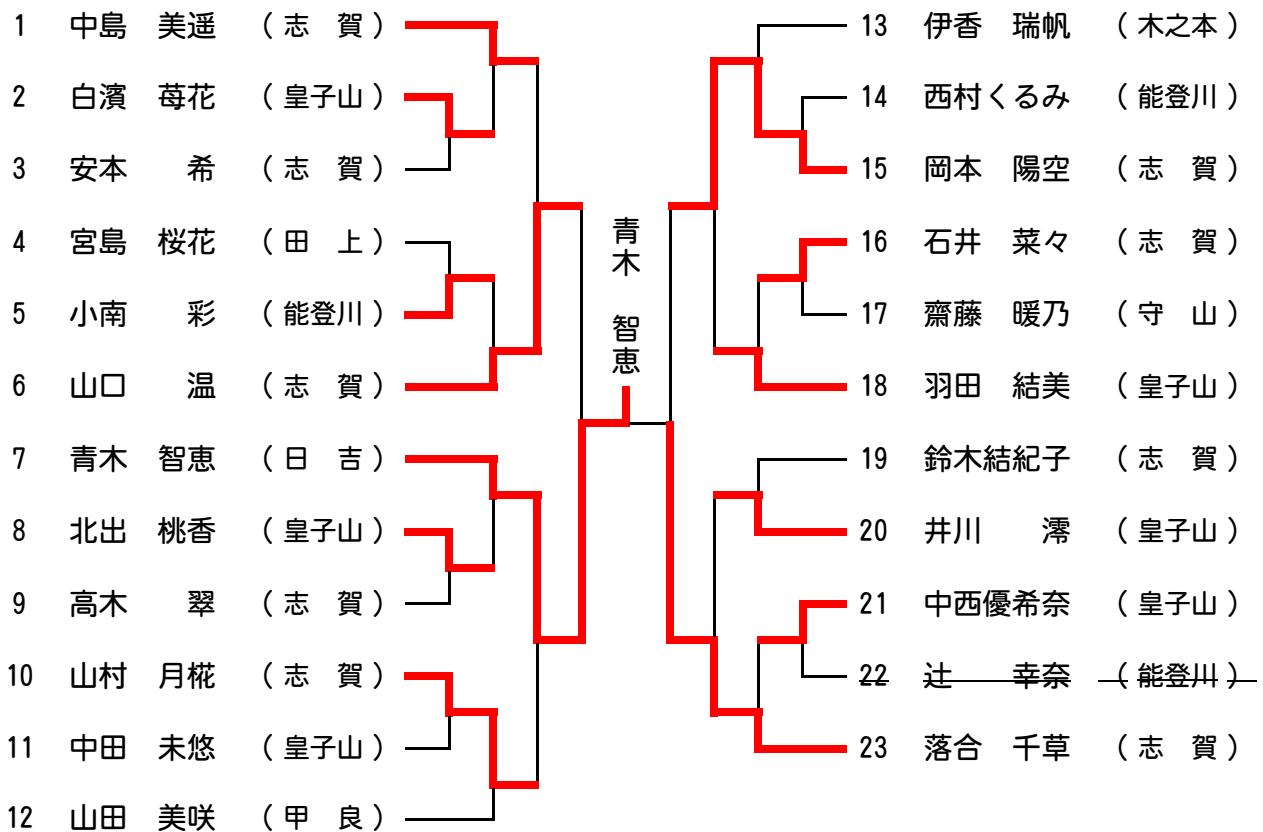 1 中島 美遥 （志 賀）
2 白濱 苺花 （皇子山）
3 安本 希 （志 賀）
4 宮島 桜花 （田 上）
5 小南 彩 （能登川）
6 山口 温 （志 賀）
7 青木 智恵 （日 吉）
8 北出 桃香 （皇子山）
9 高木 翠 （志 賀）
10 山村 月椛 （志 賀）
11 中田 未悠 （皇子山）
12 山田 美咲 （甲 良）
青木 智恵
13 伊香 瑞帆 （木之本）
14 西村くるみ （能登川）
15 岡本 陽空 （志 賀）
16 石井 菜々 （志 賀）
17 齋藤 暖乃 （守 山）
18 羽田 結美 （皇子山）
19 鈴木結紀子 （志 賀）
20 井川 澪 （皇子山）
21 中西優希奈 （皇子山）
22 辻 幸奈 （能登川）
23 落合 千草 （志 賀）